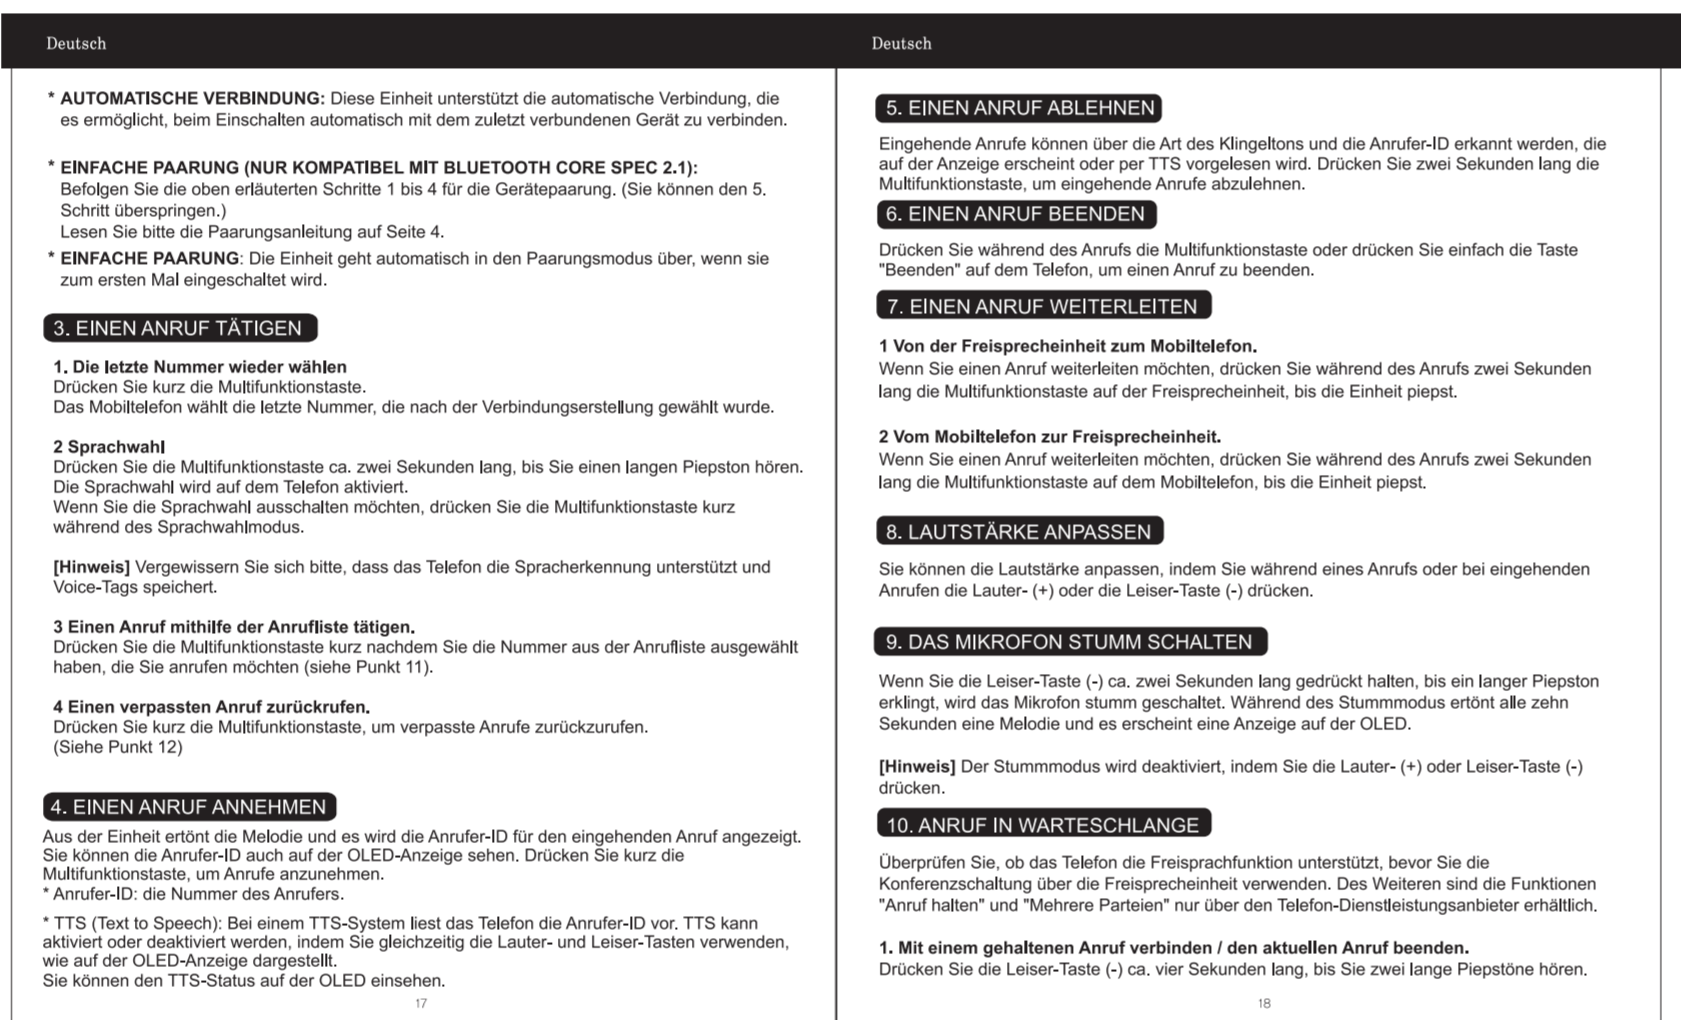 Deutsch
* AUTOMATISCHE VERBINDUNG: Diese Einheit unterstützt die automatische Verbindung, die
es ermöglicht, beim Einschalten automatisch mit dem zuletzt verbundenen Gerät zu verbinden.
* EINFACHE PAARUNG (NUR KOMPATIBEL MIT BLUETOOTH CORE SPEC 2.1):
Befolgen Sie die oben erläuterten Schritte 1 bis 4 für die Gerätepaarung. (Sie können den 5.
Schritt überspringen.)
Lesen Sie bitte die Paarungsanleitung auf Seite 4.
* EINFACHE PAARUNG: Die Einheit geht automatisch in den Paarungsmodus über, wenn sie
zum ersten Mal eingeschaltet wird.
3. EINEN ANRUF TÄTIGEN
1. Die letzte Nummer wieder wählen
Drücken Sie kurz die Multifunktionstaste.
Das Mobiltelefon wählt die letzte Nummer, die nach der Verbindungserstellung gewählt wurde.
2 Sprachwahl
Drücken Sie die Multifunktionstaste ca. zwei Sekunden lang, bis Sie einen langen Piepston hören.
Die Sprachwahl wird auf dem Telefon aktiviert.
Wenn Sie die Sprachwahl ausschalten möchten, drücken Sie die Multifunktionstaste kurz
während des Sprachwahlmodus.
[Hinweis] Vergewissern Sie sich bitte, dass das Telefon die Spracherkennung unterstützt und
Voice-Tags speichert.
3 Einen Anruf mithilfe der Anrufliste tätigen.
Drücken Sie die Multifunktionstaste kurz nachdem Sie die Nummer aus der Anrufliste ausgewählt
haben, die Sie anrufen möchten (siehe Punkt 11).
4 Einen verpassten Anruf zurückrufen.
Drücken Sie kurz die Multifunktionstaste, um verpasste Anrufe zurückzurufen.
(Siehe Punkt 12)
4. EINEN ANRUF ANNEHMEN
Aus der Einheit ertönt die Melodie und es wird die Anrufer-ID für den eingehenden Anruf angezeigt.
Sie können die Anrufer-ID auch auf der OLED-Anzeige sehen. Drücken Sie kurz die
Multifunktionstaste, um Anrufe anzunehmen.
* Anrufer-ID: die Nummer des Anrufers.
* TTS (Text to Speech): Bei einem TTS-System liest das Telefon die Anrufer-ID vor. TTS kann
aktiviert oder deaktiviert werden, indem Sie gleichzeitig die Lauter- und Leiser-Tasten verwenden,
wie auf der OLED-Anzeige dargestellt.
Sie können den TTS-Status auf der OLED einsehen.
17
Deutsch
5. EINEN ANRUF ABLEHNEN
Eingehende Anrufe können über die Art des Klingeltons und die Anrufer-ID erkannt werden, die
auf der Anzeige erscheint oder per TTS vorgelesen wird. Drücken Sie zwei Sekunden lang die
Multifunktionstaste, um eingehende Anrufe abzulehnen.
6. EINEN ANRUF BEENDEN
Drücken Sie während des Anrufs die Multifunktionstaste oder drücken Sie einfach die Taste
"Beenden" auf dem Telefon, um einen Anruf zu beenden.
7. EINEN ANRUF WEITERLEITEN
1 Von der Freisprecheinheit zum Mobiltelefon.
Wenn Sie einen Anruf weiterleiten möchten, drücken Sie während des Anrufs zwei Sekunden
lang die Multifunktionstaste auf der Freisprecheinheit, bis die Einheit piepst.
2 Vom Mobiltelefon zur Freisprecheinheit.
Wenn Sie einen Anruf weiterleiten möchten, drücken Sie während des Anrufs zwei Sekunden
lang die Multifunktionstaste auf dem Mobiltelefon, bis die Einheit piepst.
8. LAUTSTÄRKE ANPASSEN
Sie können die Lautstärke anpassen, indem Sie während eines Anrufs oder bei eingehenden
Anrufen die Lauter- (+) oder die Leiser-Taste (-) drücken.
9. DAS MIKROFON STUMM SCHALTEN
Wenn Sie die Leiser-Taste (-) ca. zwei Sekunden lang gedrückt halten, bis ein langer Piepston
erklingt, wird das Mikrofon stumm geschaltet. Während des Stummmodus ertönt alle zehn
Sekunden eine Melodie und es erscheint eine Anzeige auf der OLED.
[Hinweis] Der Stummmodus wird deaktiviert, indem Sie die Lauter- (+) oder Leiser-Taste (-)
drücken.
10. ANRUF IN WARTESCHLANGE
Überprüfen Sie, ob das Telefon die Freisprachfunktion unterstützt, bevor Sie die
Konferenzschaltung über die Freisprecheinheit verwenden. Des Weiteren sind die Funktionen
"Anruf halten" und "Mehrere Parteien" nur über den Telefon-Dienstleistungsanbieter erhältlich.
1. Mit einem gehaltenen Anruf verbinden / den aktuellen Anruf beenden.
Drücken Sie die Leiser-Taste (-) ca. vier Sekunden lang, bis Sie zwei lange Piepstöne hören.
18